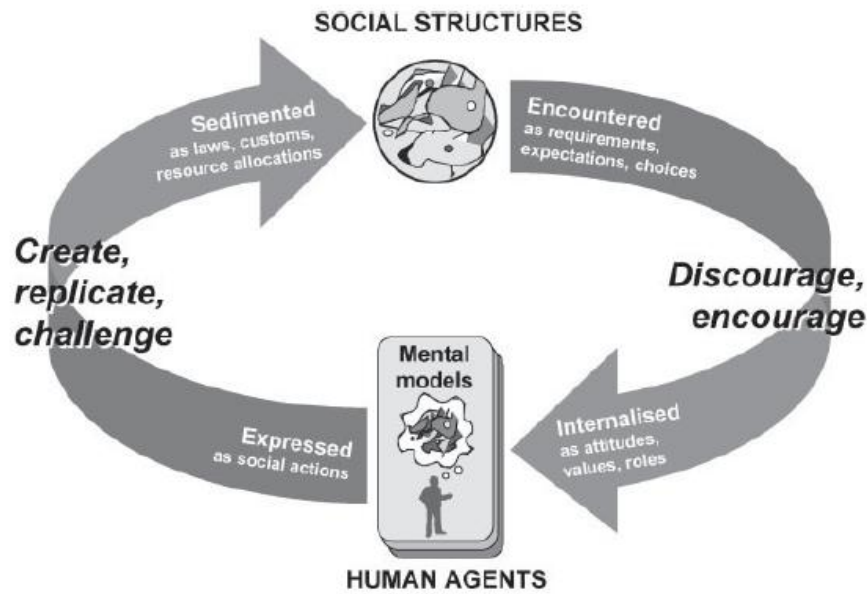 SOCIAL STRUCTURES
Sedimented
as laws, customs,
resource allocations
Encountered
as requirements,
expectations, choices
Create,
replicate,
challenge
Discourage,
encourage
Mental
models
Expressed
as social actions
Internalised
as attitudes,
values, roles
HUMAN AGENTS